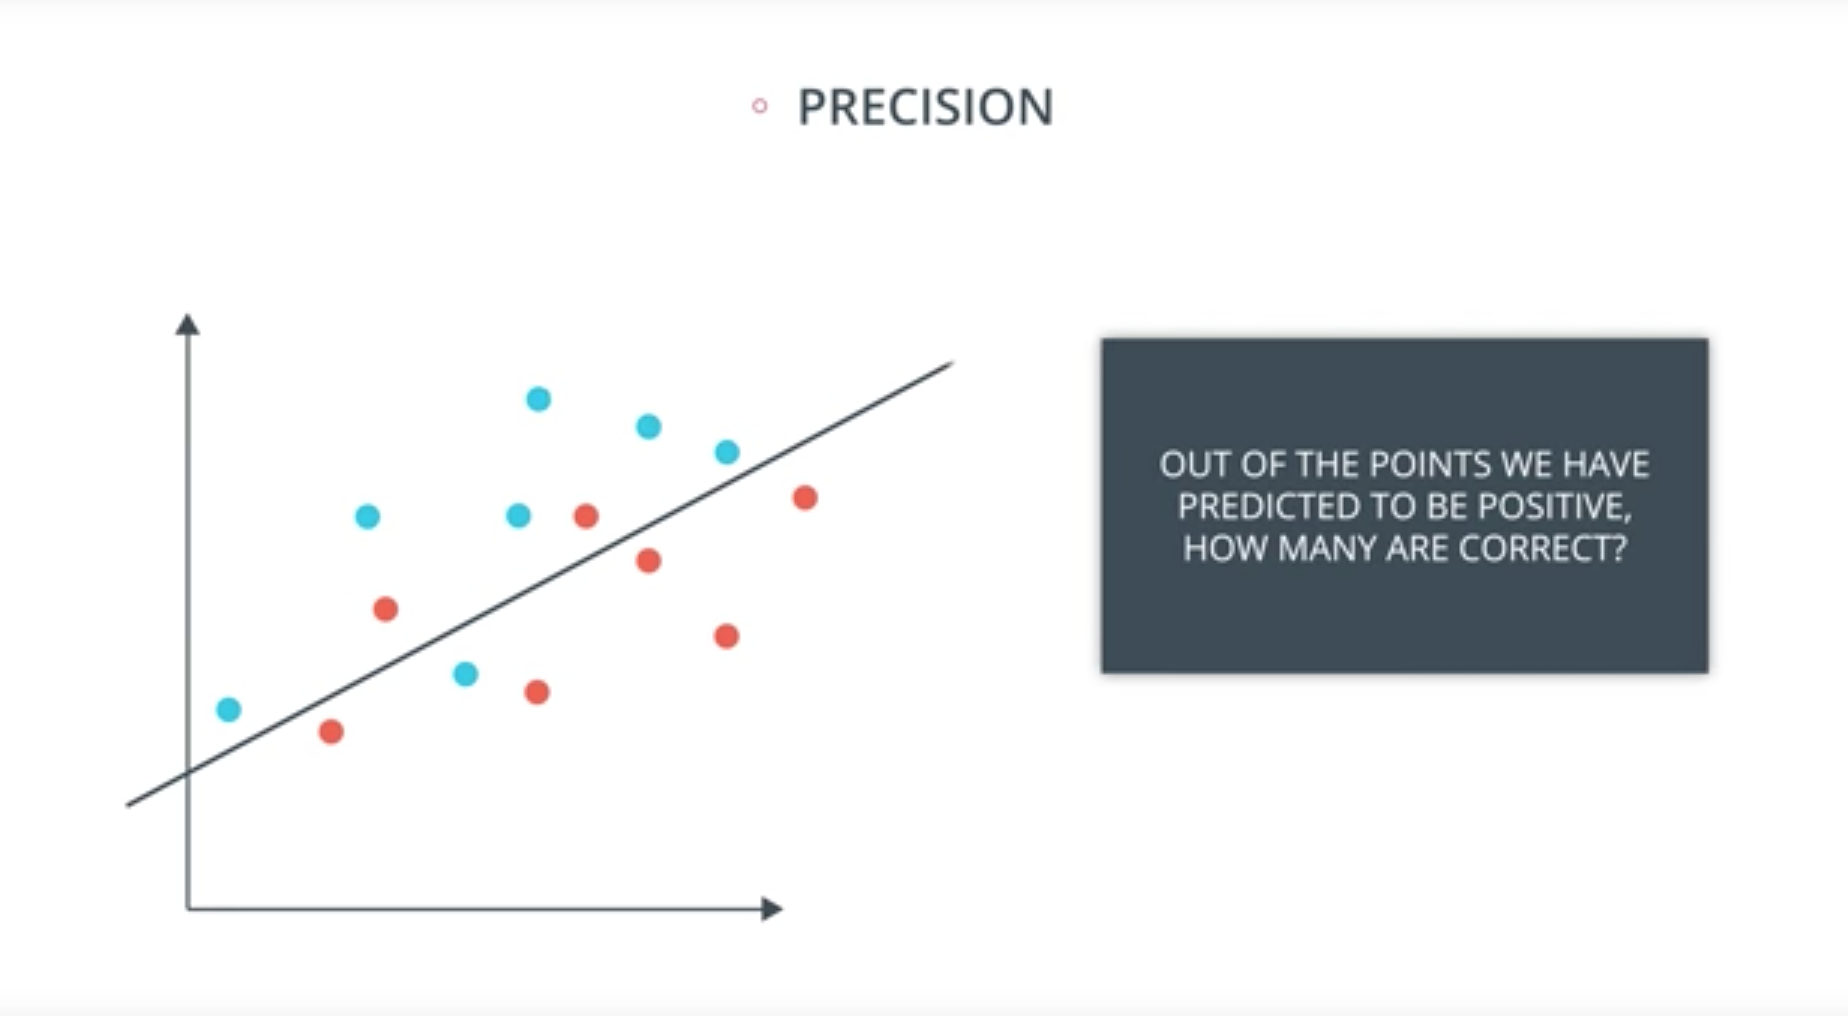 PRECISION
OUT OF THE POINTS WE HAVE
PREDICTED TO BE POSITIVE,
HOW MANY ARE CORRECT?